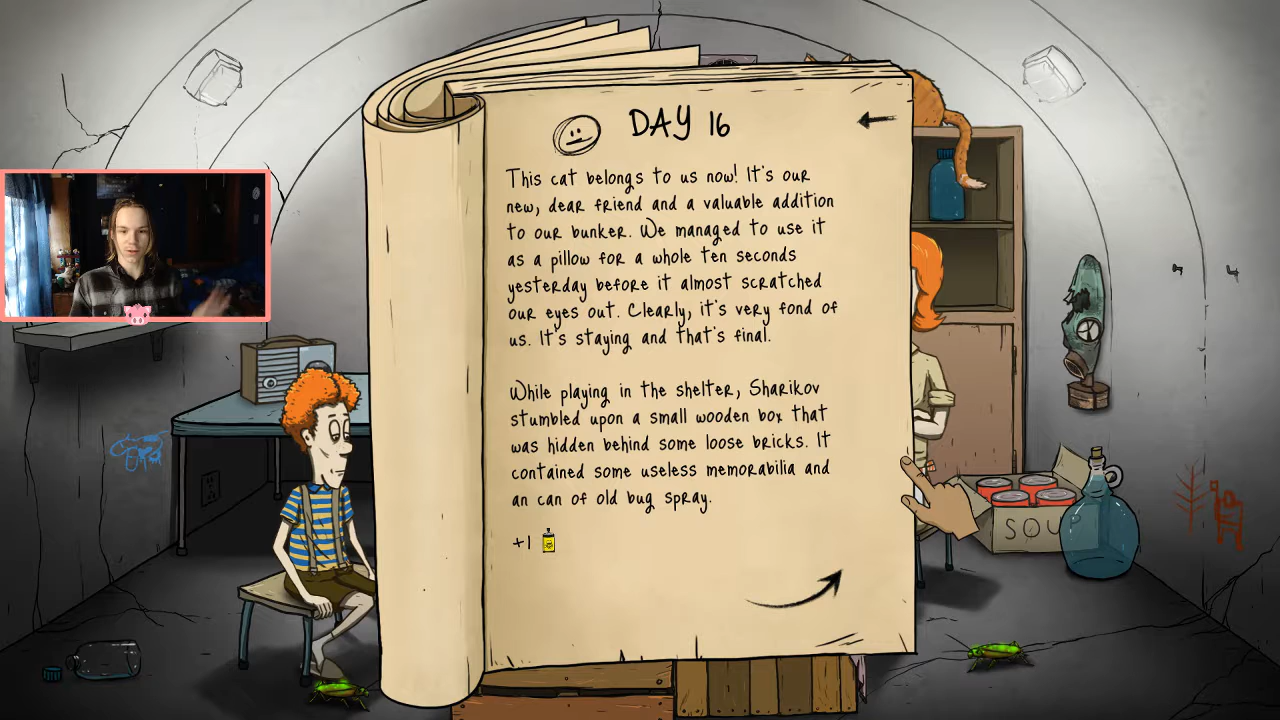 DAY 16
This cat belongs to us now! It's our
new, dear friend and a valuable addition
to our bunker. We managed to use it
as a pillow for a whole ten seconds
yesterday before it almost scratched
our eyes out. Clearly, it's very fond of
us. It's staying and that's final.
While playing in the shelter, Sharikov
stumbled upon a small wooden box that
was hidden behind some loose bricks. It
contained some useless memorabilia and
an can of old bug spray.
+1
SOUP